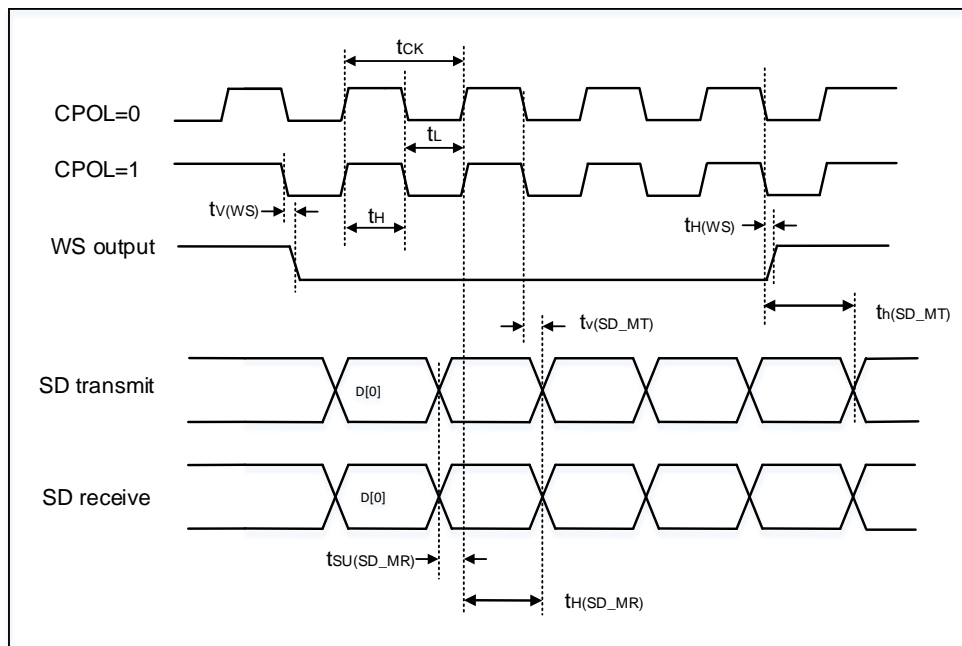 tCK
CPOL=0
tL
CPOL=1
tV(WS)
tH
tH(WS)
WS output
tv(SD_MT)
th(SD_MT)
SD transmit
D[0]
SD receive
D[0]
tSU(SD_MR)
tH(SD_MR)